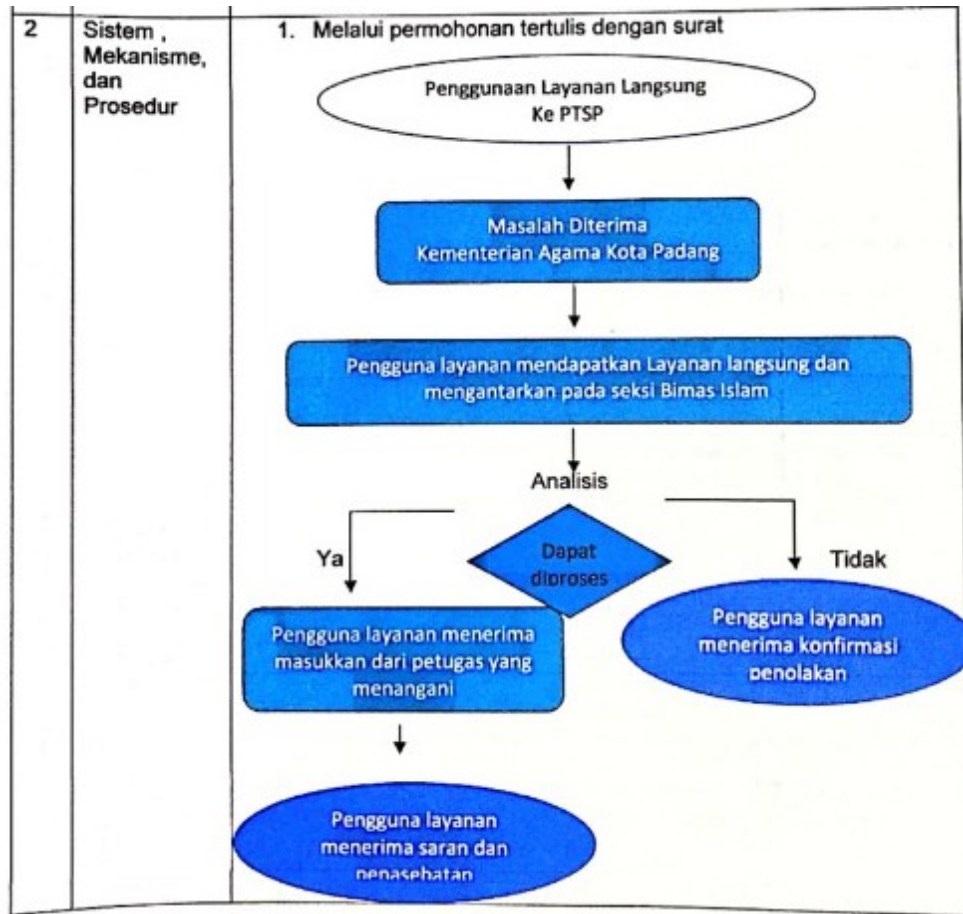 2
Sistem ,
Mekanisme,
dan
Prosedur
1. Melalui permohonan tertulis dengan surat
Penggunaan Layanan Langsung
Ke PTSP
Masalah Diterima
Kementerian Agama Kota Padang
Pengguna layanan mendapatkan Layanan langsung dan
mengantarkan pada seksi Bimas Islam
Analisis
Dapat
diproses
Ya
Tidak
Pengguna layanan menerima
masukkan dari petugas yang
menangani
Pengguna layanan
menerima konfirmasi
penolakan
Pengguna layanan
menerima saran dan
penasehatan